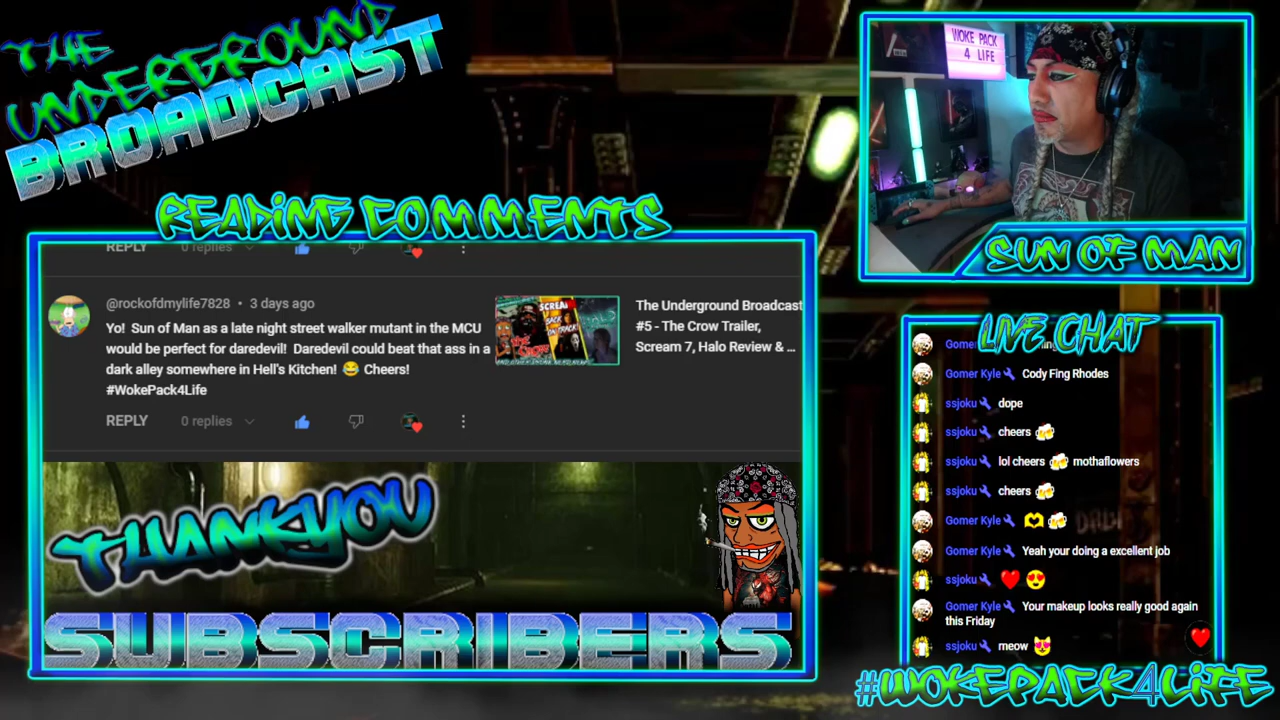 THE
UNDERGROUND
BROADCAST
READING COMMENTS
REPLY 0 replies
@rockofdmylife7828 • 3 days ago
Yo! Sun of Man as a late night street walker mutant in the MCU
would be perfect for daredevil! Daredevil could beat that ass in a
dark alley somewhere in Hell's Kitchen! 😂 Cheers!
#WokePack4Life
REPLY 0 replies
SCREAM
The Underground Broadcast
#5 - The Crow Trailer,
Scream 7, Halo Review & ...
THANKYOU
SUBSCRIBERS
WOKE PACK
4 LIFE
SUN OF MAN
LIVE CHAT
Gomer Kyle Cody Fing Rhodes
ssjoku dope
ssjoku cheers 🍻
ssjoku lol cheers 🍻 mothaflowers
ssjoku cheers 🍻
Gomer Kyle 🫶 🍻
Gomer Kyle Yeah your doing a excellent job
ssjoku ❤️ 😍
Gomer Kyle Your makeup looks really good again
this Friday
ssjoku meow 😻
#WOKEPACK4LIFE